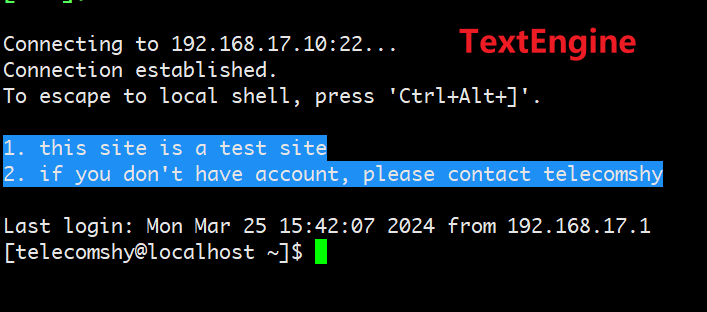 Connecting to 192.168.17.10:22...
TextEngine
Connection established.
To escape to local shell, press 'Ctrl+Alt+]'.
1. this site is a test site
2. if you don't have account, please contact telecomshy
Last login: Mon Mar 25 15:42:07 2024 from 192.168.17.1
[telecomshy@localhost ~]$